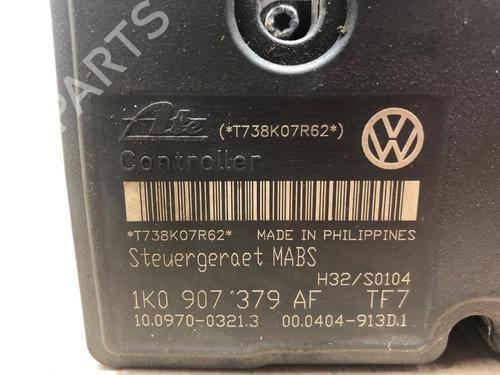 PARTS
Ate (*T738K07R62*)
Controller
*T738K07R62* MADE IN PHILIPPINES
Steuergeraet MABS
H32/S0104
1K0 907 379 AF TF7
10.0970-0321.3 00.0404-913D.1